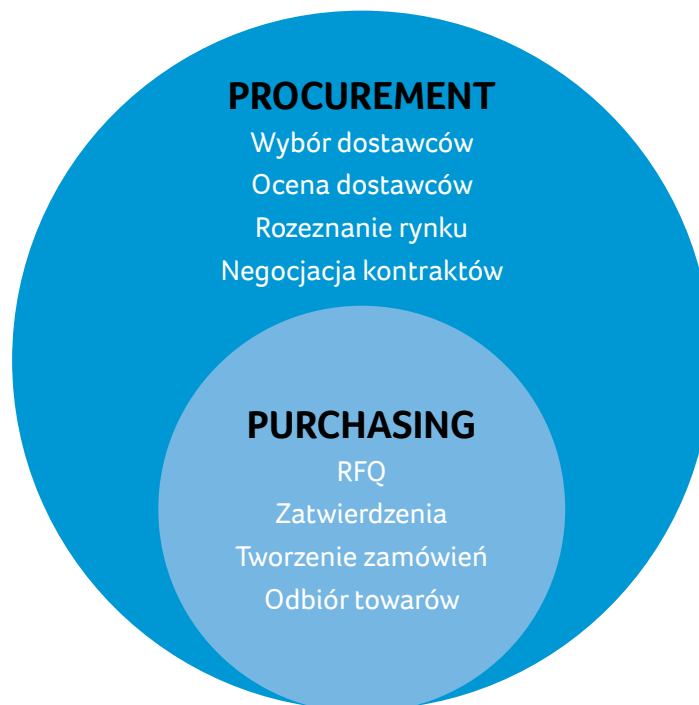 PROCUREMENT
Wybór dostawców
Ocena dostawców
Rozeznanie rynku
Negocjacja kontraktów
PURCHASING
RFQ
Zatwierdzenia
Tworzenie zamówień
Odbiór towarów